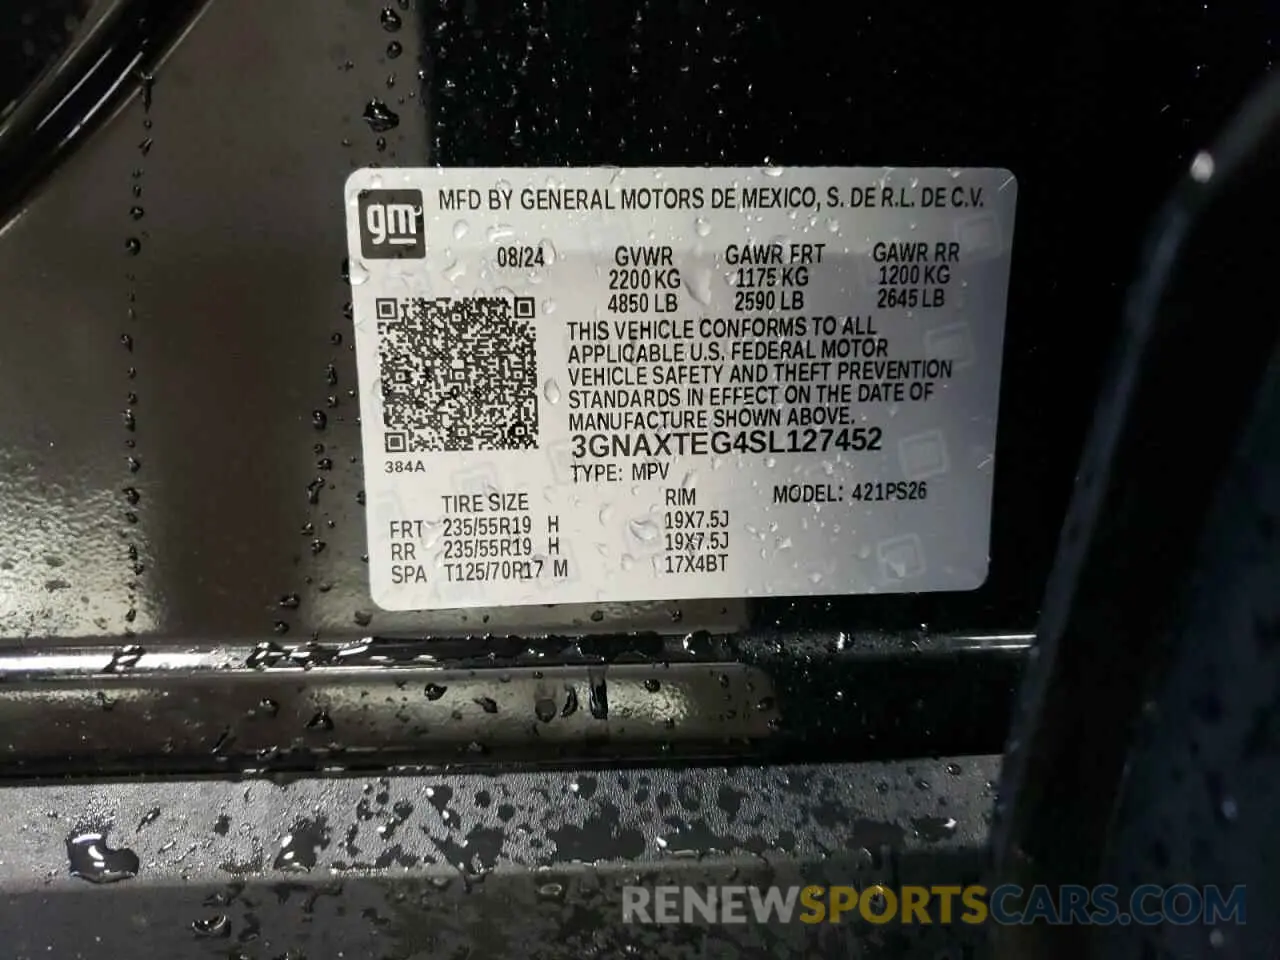 gm
MFD BY GENERAL MOTORS DE MEXICO, S. DE R.L. DE C.V.
08/24 GVWR GAWR FRT GAWR RR
2200 KG 1175 KG 1200 KG
4850 LB 2590 LB 2645 LB
THIS VEHICLE CONFORMS TO ALL
APPLICABLE U.S. FEDERAL MOTOR
VEHICLE SAFETY AND THEFT PREVENTION
STANDARDS IN EFFECT ON THE DATE OF
MANUFACTURE SHOWN ABOVE.
3GNAXTEG4SL127452
384A
TYPE: MPV
TIRE SIZE RIM MODEL: 421PS26
FRT 235/55R19 H 19X7.5J
RR 235/55R19 H 19X7.5J
SPA T125/70R17 M 17X4BT
RENEWSPORTSCARS.COM